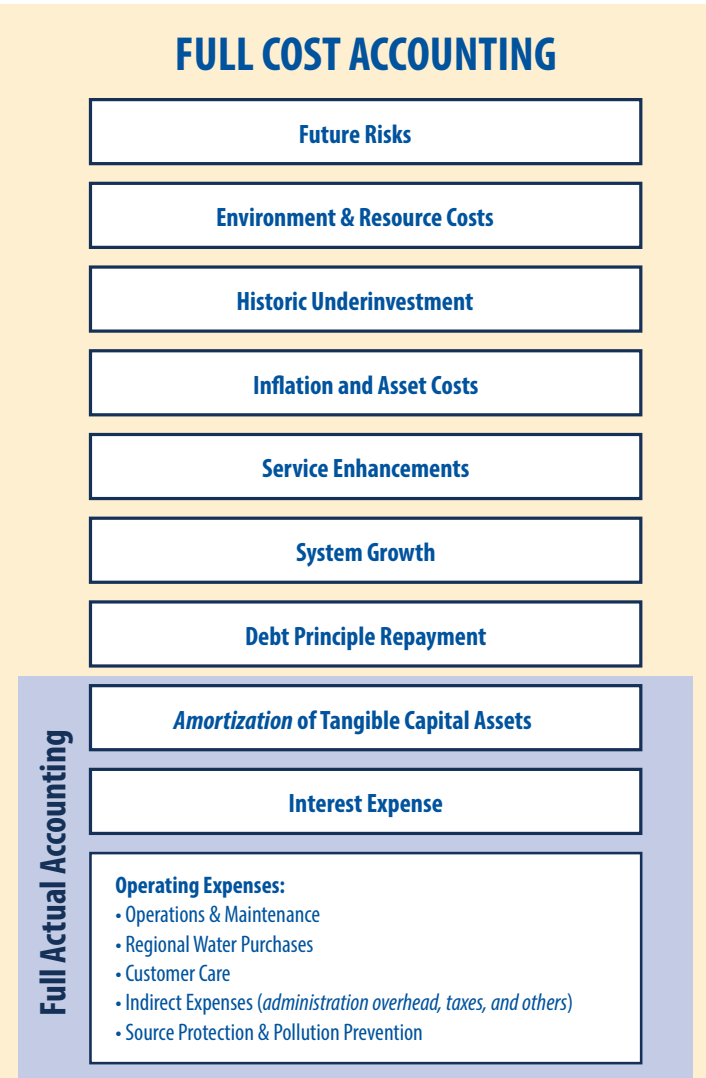 FULL COST ACCOUNTING
Future Risks
Environment & Resource Costs
Historic Underinvestment
Inflation and Asset Costs
Service Enhancements
System Growth
Debt Principle Repayment
Full Actual Accounting
Amortization of Tangible Capital Assets
Interest Expense
Operating Expenses:
• Operations & Maintenance
• Regional Water Purchases
• Customer Care
• Indirect Expenses (administration overhead, taxes, and others)
• Source Protection & Pollution Prevention